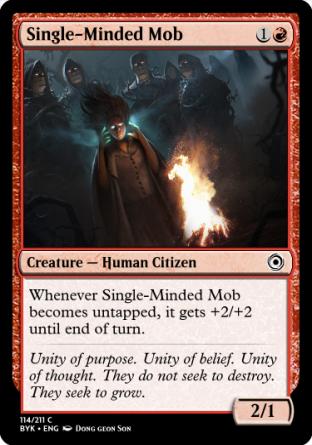 Single-Minded Mob 1
Creature — Human Citizen
Whenever Single-Minded Mob
becomes untapped, it gets +2/+2
until end of turn.
Unity of purpose. Unity of belief. Unity
of thought. They do not seek to destroy.
They seek to grow.
2/1
114/211 C
BYK • ENG Dong geon Son